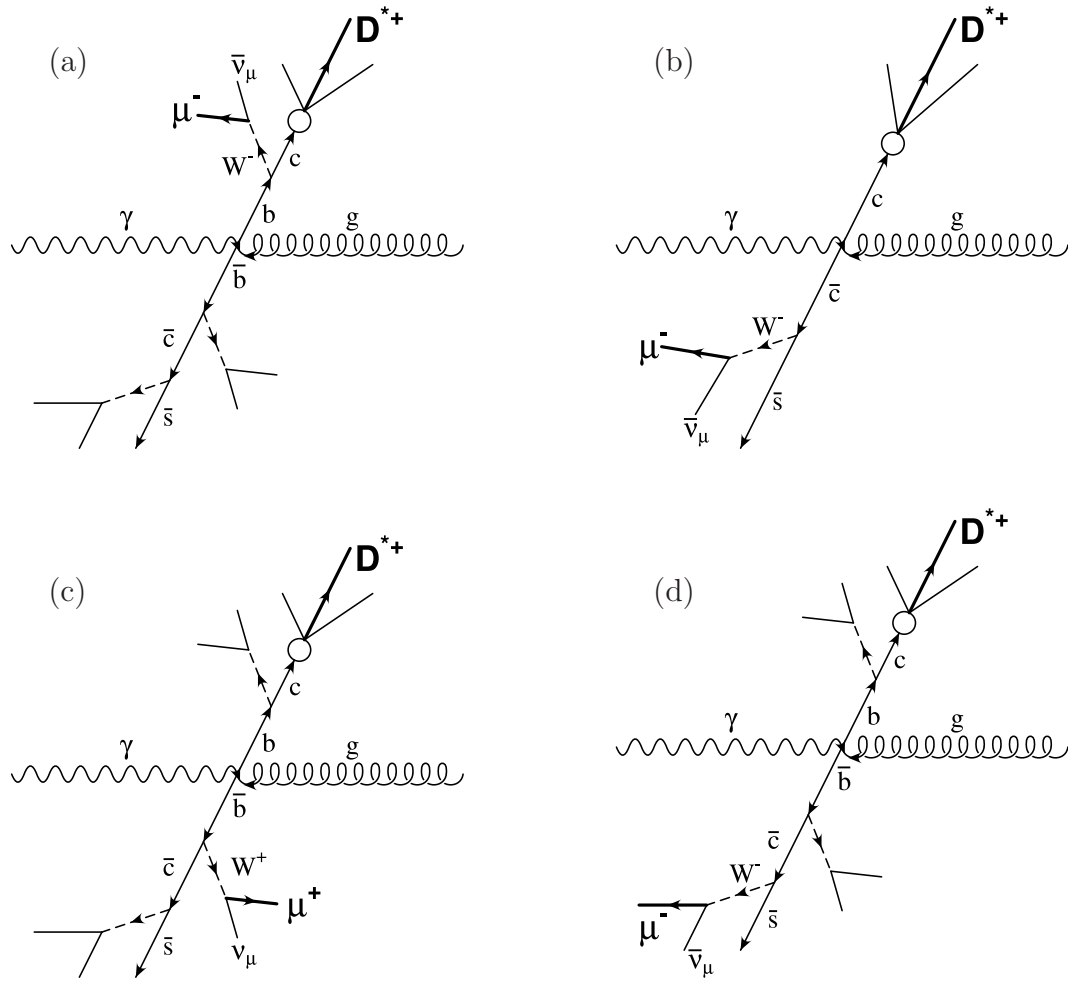 (a)
D*+
ν̄μ
μ-
W-
c
b
γ
g
b̄
c̄
s̄
(b)
D*+
c
γ
g
c̄
W-
μ-
s̄
ν̄μ
(c)
D*+
c
b
γ
g
b̄
c̄
W+
μ+
s̄
νμ
(d)
D*+
c
b
γ
g
b̄
c̄
W-
μ-
s̄
ν̄μ